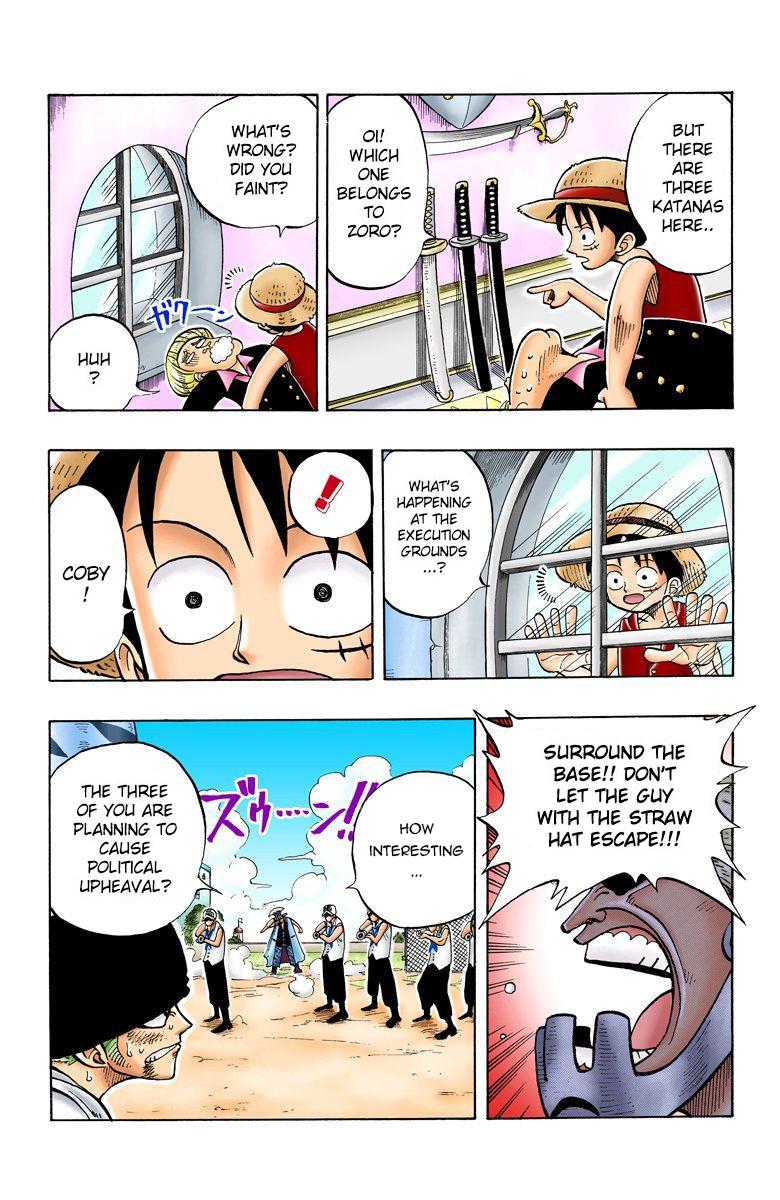 BUT
THERE
ARE
THREE
KATANAS
HERE..
OI!
WHICH
ONE
BELONGS
TO
ZORO?
WHAT'S
WRONG?
DID YOU
FAINT?
ガクーン
HUH
?
WHAT'S
HAPPENING
AT THE
EXECUTION
GROUNDS
...?
!
COBY
!
SURROUND THE
BASE!! DON'T
LET THE GUY
WITH THE STRAW
HAT ESCAPE!!!
HOW
INTERESTING
...
ズゥ……ン!!
THE THREE
OF YOU ARE
PLANNING TO
CAUSE
POLITICAL
UPHEAVAL?